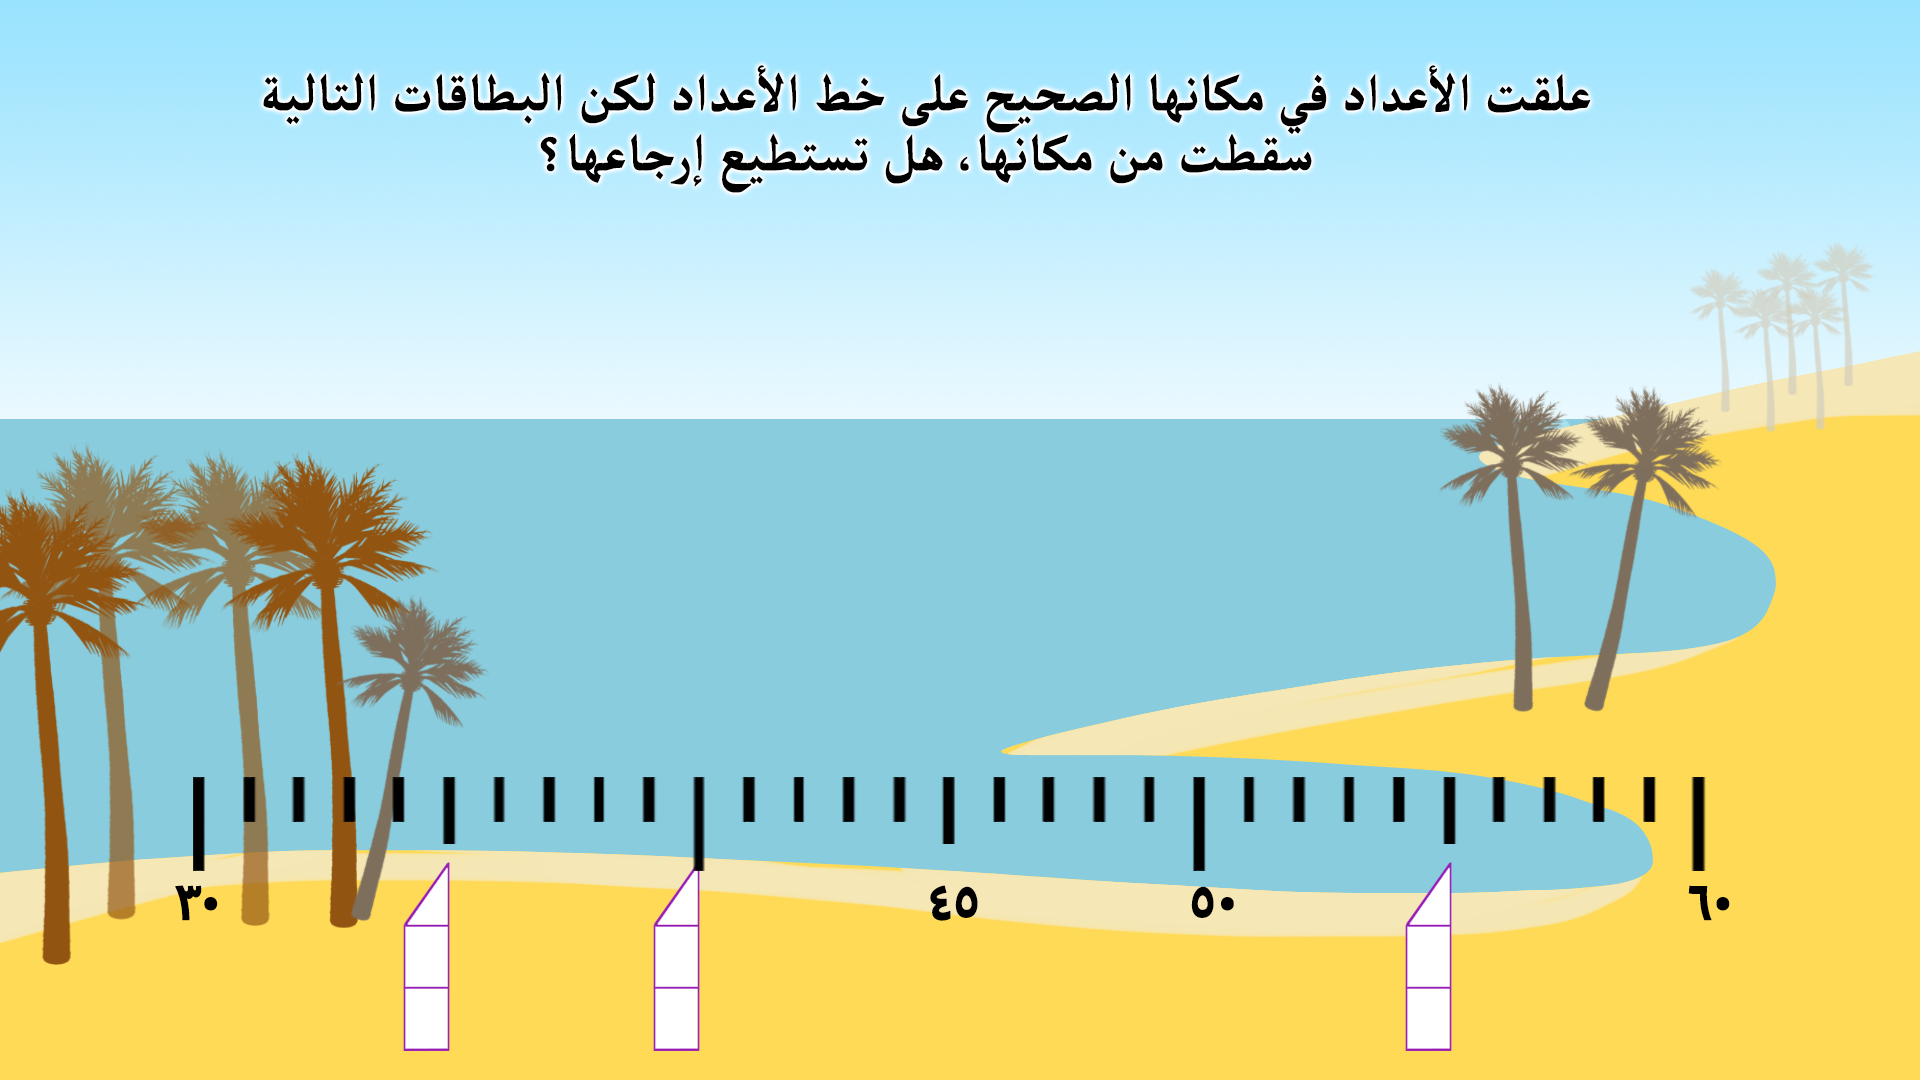 علقت الأعداد في مكانها الصحيح على خط الأعداد لكن البطاقات التالية
سقطت من مكانها، هل تستطيع إرجاعها؟
٣٠ ٤٥ ٥٠ ٦٠